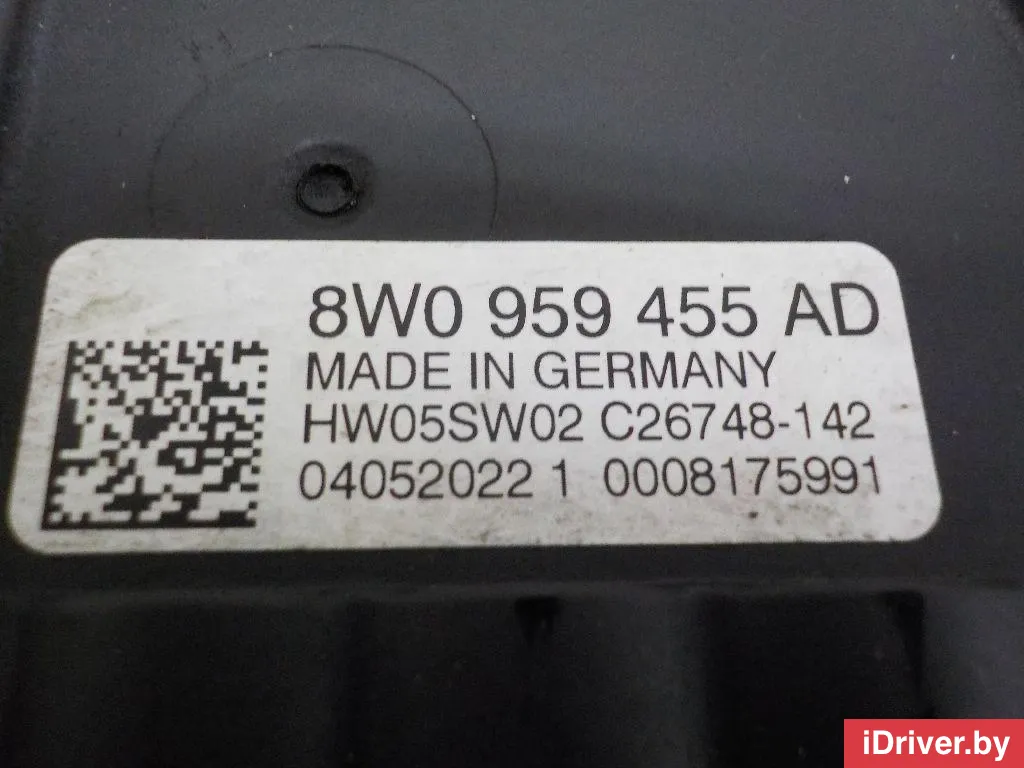 8W0 959 455 AD
MADE IN GERMANY
HW05SW02 C26748-142
04052022 1 0008175991
iDriver.by